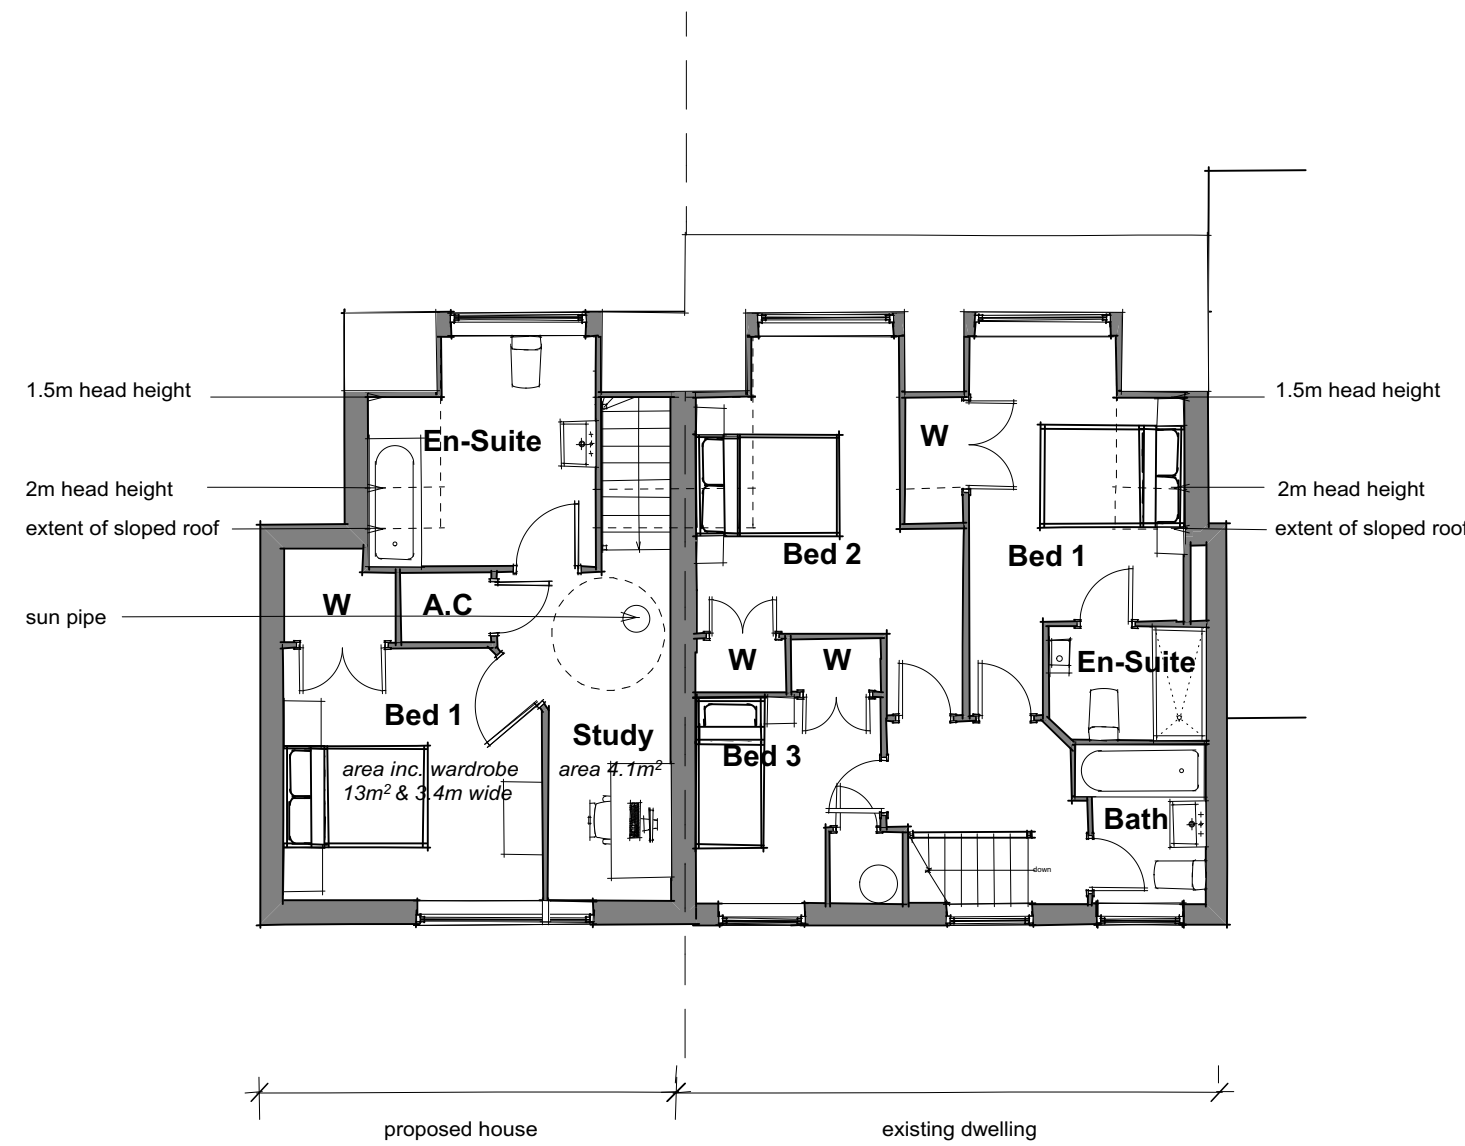 1.5m head height
1.5m head height
En-Suite
W
2m head height
2m head height
extent of sloped roof
extent of sloped roof
Bed 2
Bed 1
W
A.C
sun pipe
W
W
En-Suite
Bed 1
Study
Bed 3
area inc. wardrobe
13m² & 3.4m wide
area 4.1m²
Bath
down
proposed house
existing dwelling